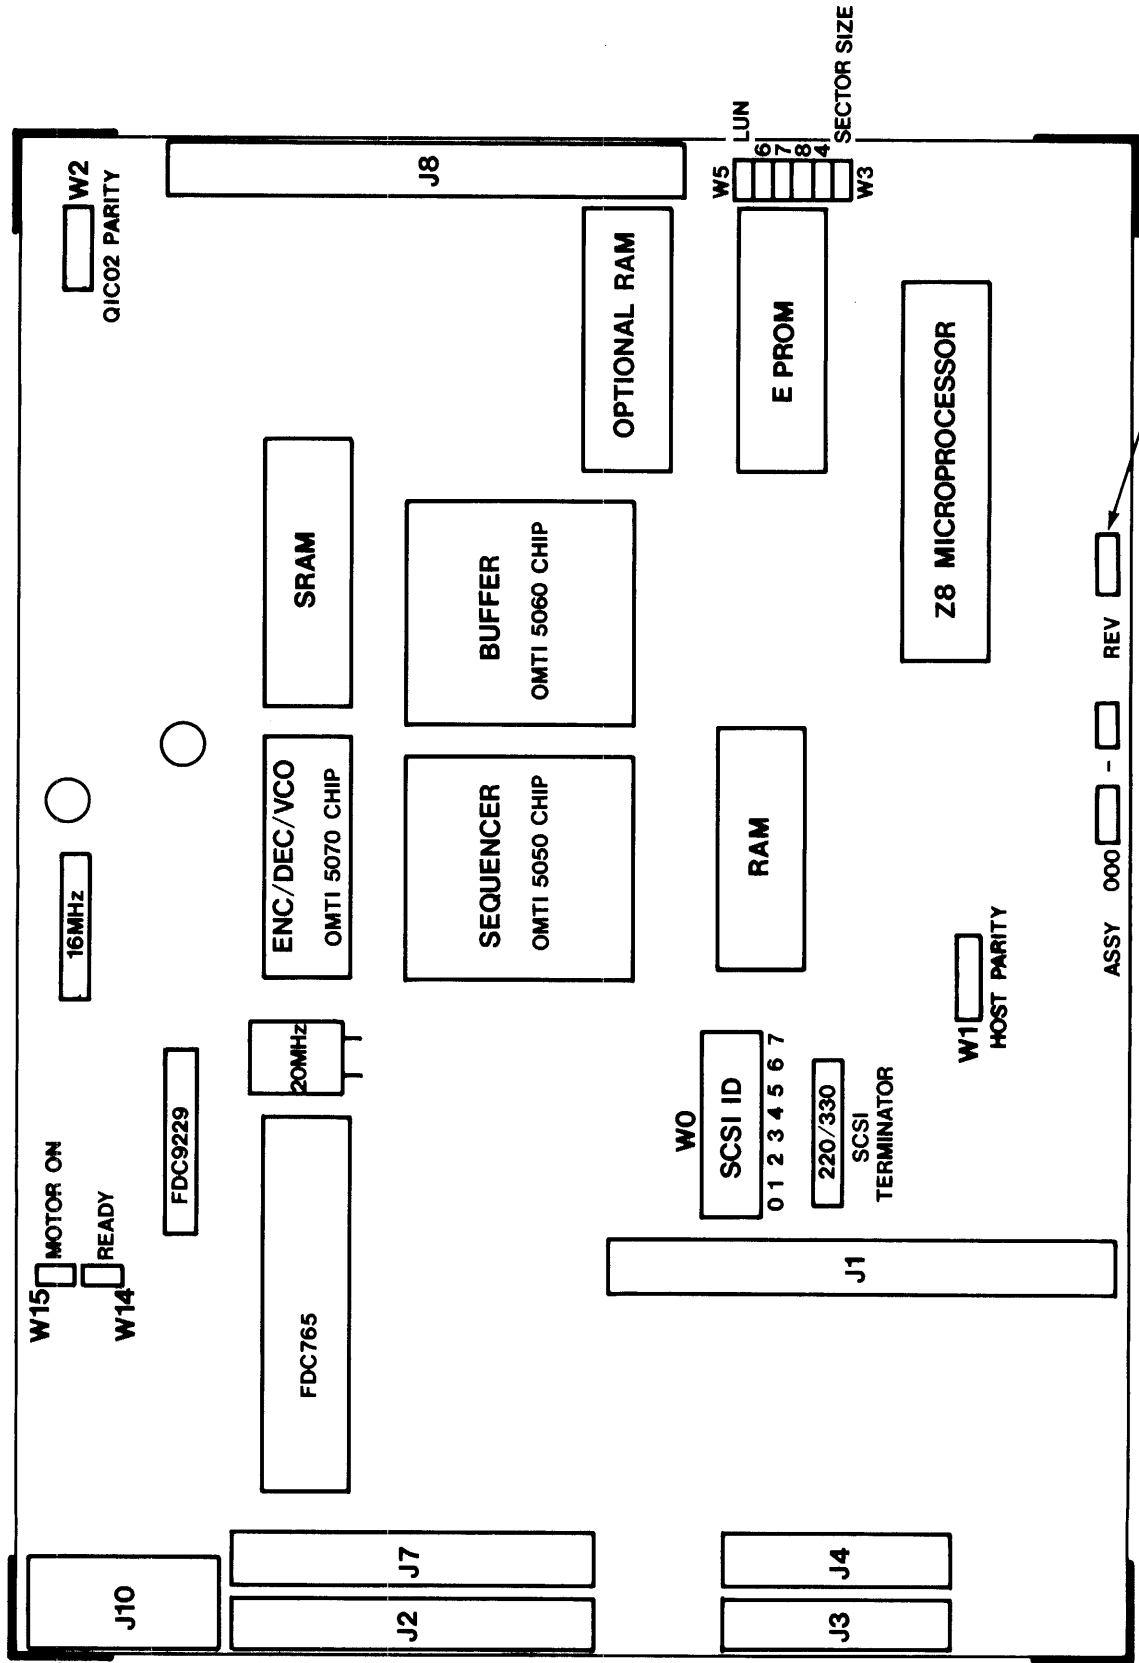 J10
W15
MOTOR ON
W14
READY
16MHz
W2
QIC02 PARITY
FDC9229
J2
J7
FDC765
20MHz
ENC/DEC/VCO
OMTI 5070 CHIP
SRAM
J8
SEQUENCER
OMTI 5050 CHIP
BUFFER
OMTI 5060 CHIP
OPTIONAL RAM
J3
J4
J1
W0
SCSI ID
0 1 2 3 4 5 6 7
220/330
SCSI
TERMINATOR
RAM
E PROM
W5
LUN
6
7
8
4
W3
SECTOR SIZE
Z8 MICROPROCESSOR
W1
HOST PARITY
ASSY 000 - REV